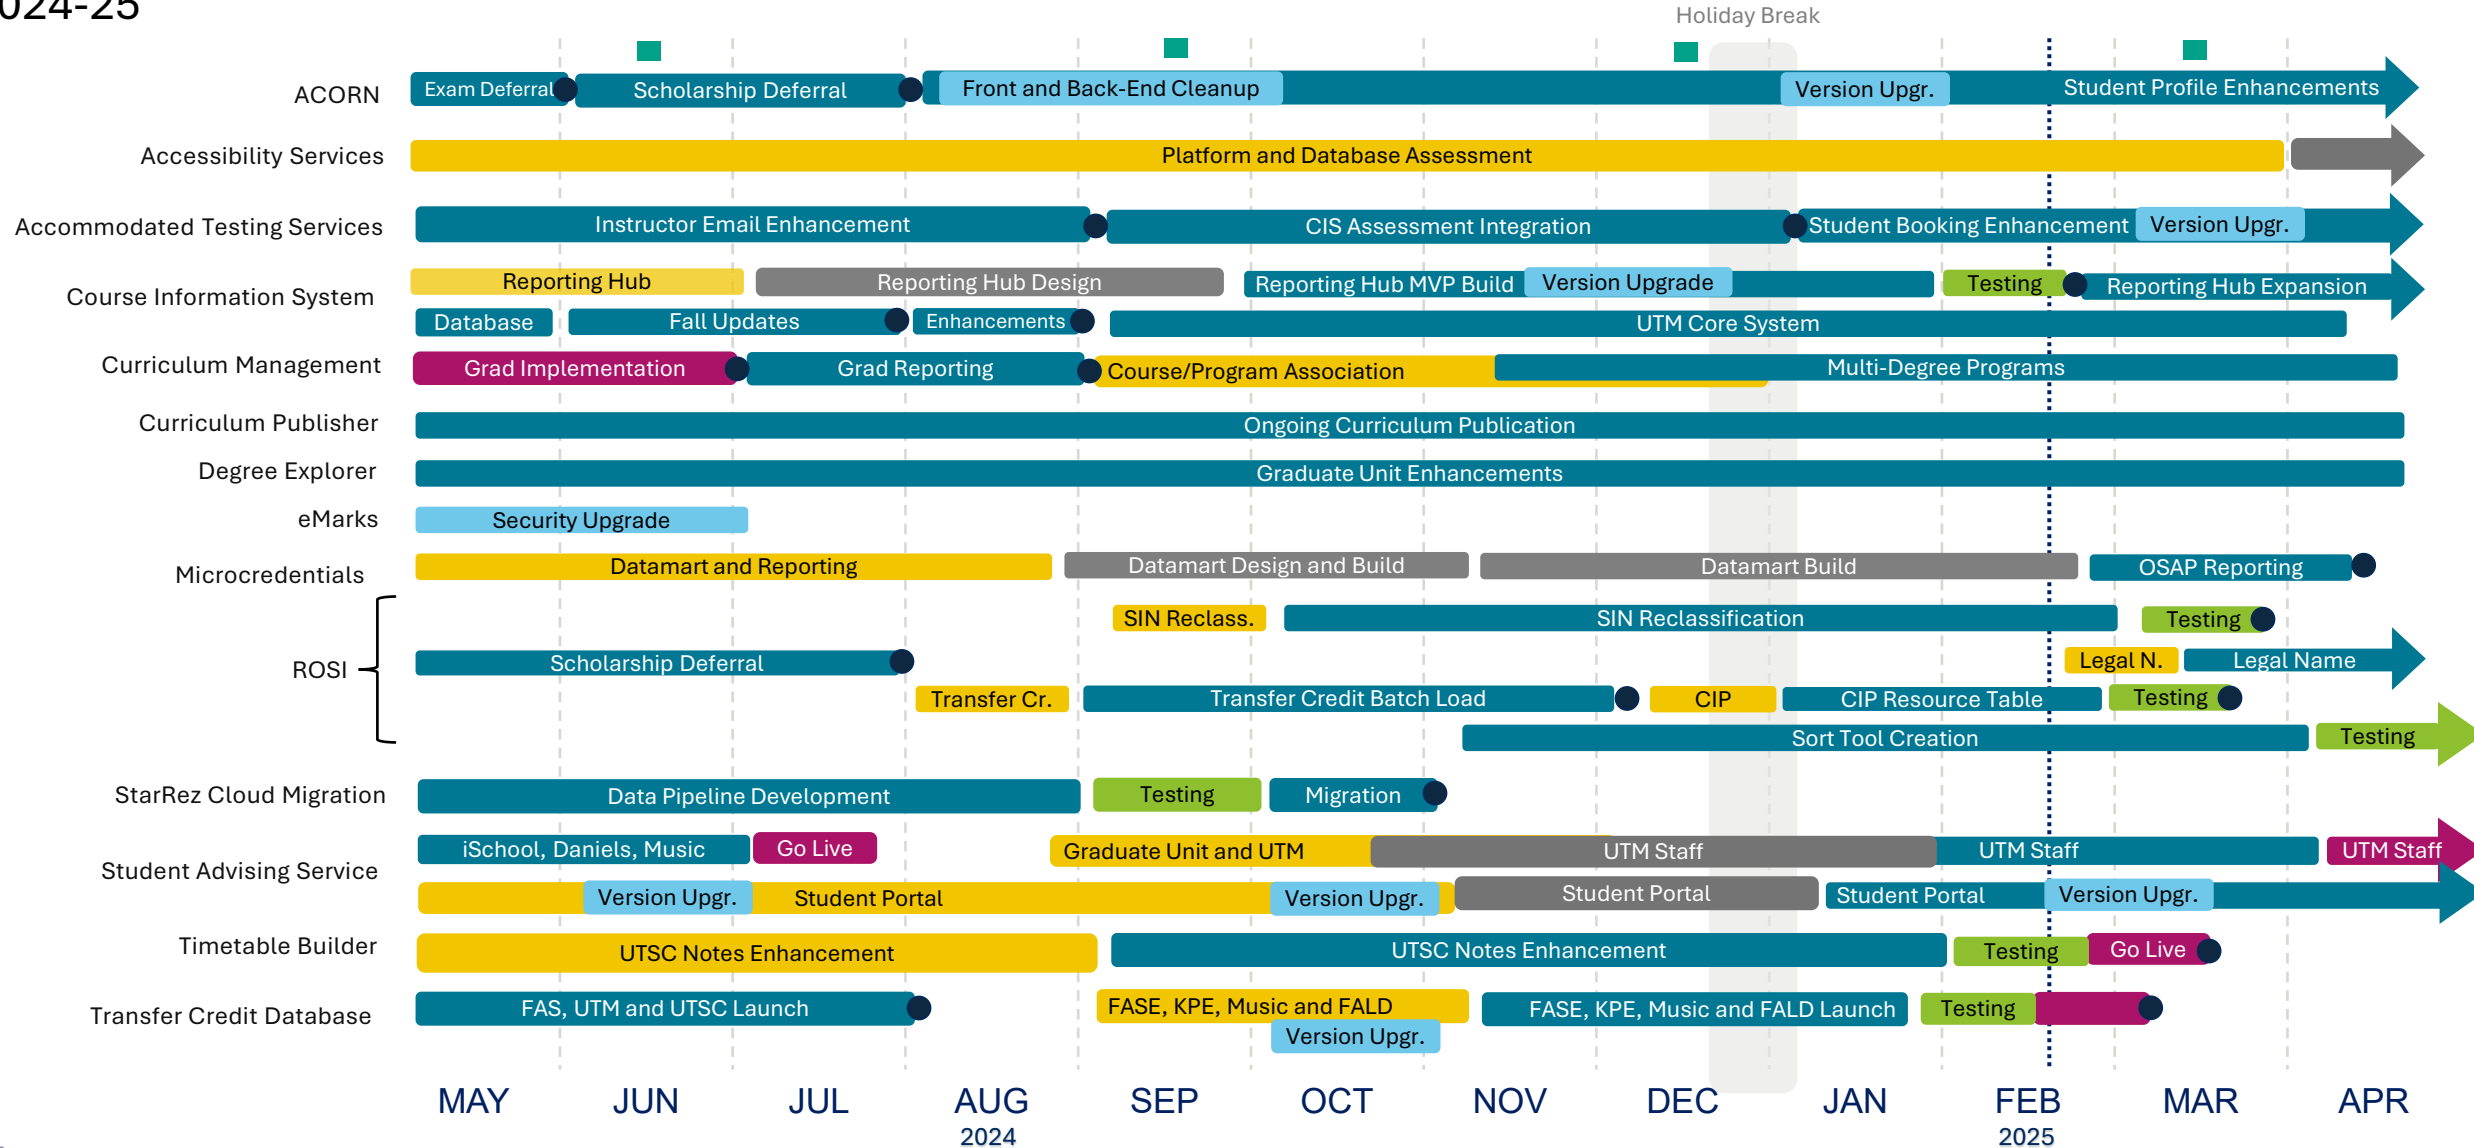 024-25
Holiday Break
ACORN
Exam Deferral
Scholarship Deferral
Front and Back-End Cleanup
Version Upgr.
Student Profile Enhancements
Accessibility Services
Platform and Database Assessment
Accommodated Testing Services
Instructor Email Enhancement
CIS Assessment Integration
Student Booking Enhancement
Version Upgr.
Course Information System
Reporting Hub
Reporting Hub Design
Reporting Hub MVP Build
Version Upgrade
Testing
Reporting Hub Expansion
Database
Fall Updates
Enhancements
UTM Core System
Curriculum Management
Grad Implementation
Grad Reporting
Course/Program Association
Multi-Degree Programs
Curriculum Publisher
Ongoing Curriculum Publication
Degree Explorer
Graduate Unit Enhancements
eMarks
Security Upgrade
Microcredentials
Datamart and Reporting
Datamart Design and Build
Datamart Build
OSAP Reporting
ROSI
SIN Reclass.
SIN Reclassification
Testing
Scholarship Deferral
Legal N.
Legal Name
Transfer Cr.
Transfer Credit Batch Load
CIP
CIP Resource Table
Testing
Sort Tool Creation
Testing
StarRez Cloud Migration
Data Pipeline Development
Testing
Migration
Student Advising Service
iSchool, Daniels, Music
Go Live
Graduate Unit and UTM
UTM Staff
UTM Staff
UTM Staff
Version Upgr.
Student Portal
Version Upgr.
Student Portal
Student Portal
Version Upgr.
Timetable Builder
UTSC Notes Enhancement
UTSC Notes Enhancement
Testing
Go Live
Transfer Credit Database
FAS, UTM and UTSC Launch
FASE, KPE, Music and FALD
Version Upgr.
FASE, KPE, Music and FALD Launch
Testing
MAY
JUN
JUL
AUG
SEP
OCT
NOV
DEC
JAN
FEB
MAR
APR
2024
2025